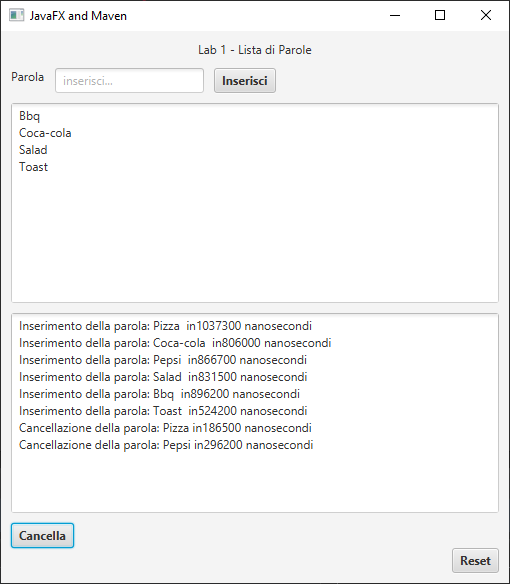 JavaFX and Maven
Lab 1 - Lista di Parole
Parola inserisci... Inserisci
Bbq
Coca-cola
Salad
Toast
Inserimento della parola: Pizza  in1037300 nanosecondi
Inserimento della parola: Coca-cola  in806000 nanosecondi
Inserimento della parola: Pepsi  in866700 nanosecondi
Inserimento della parola: Salad  in831500 nanosecondi
Inserimento della parola: Bbq  in896200 nanosecondi
Inserimento della parola: Toast  in524200 nanosecondi
Cancellazione della parola: Pizza in186500 nanosecondi
Cancellazione della parola: Pepsi in296200 nanosecondi
Cancella
Reset